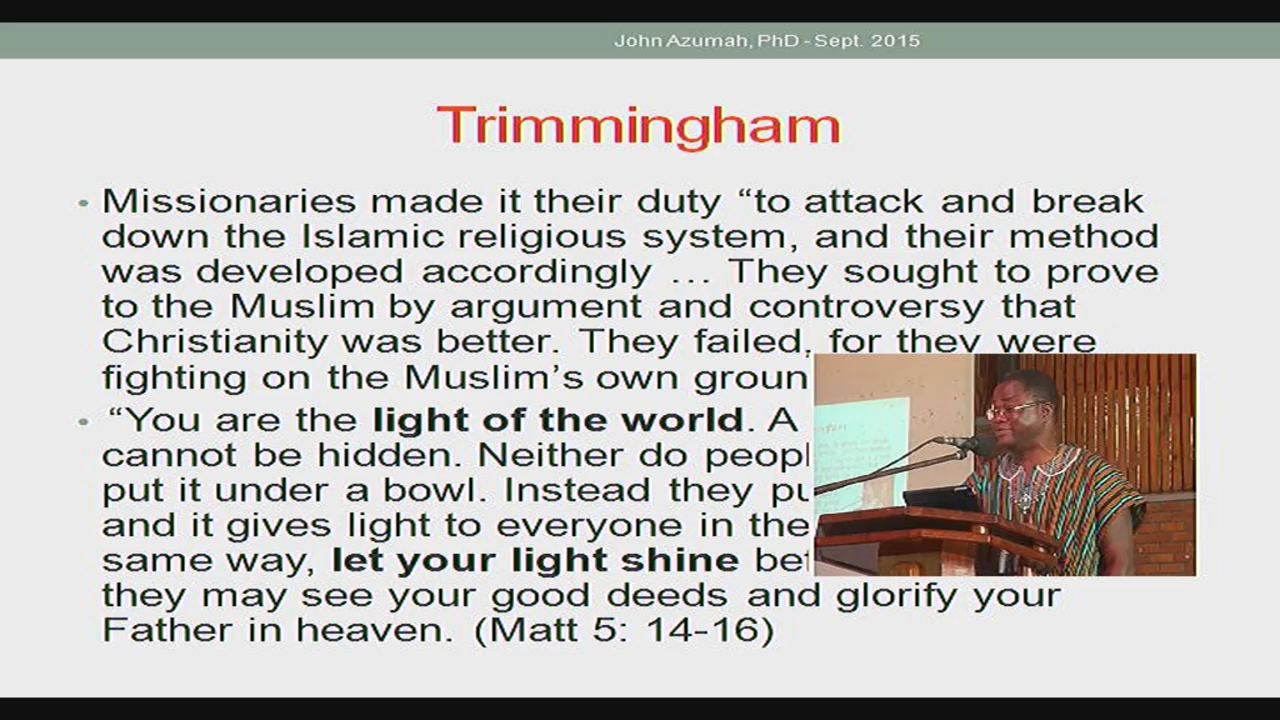 John Azumah, PhD - Sept. 2015
Trimmingham
• Missionaries made it their duty “to attack and break
down the Islamic religious system, and their method
was developed accordingly … They sought to prove
to the Muslim by argument and controversy that
Christianity was better. They failed, for they were
fighting on the Muslim’s own groun
• “You are the light of the world. A
cannot be hidden. Neither do peopl
put it under a bowl. Instead they pu
and it gives light to everyone in the
same way, let your light shine bef
they may see your good deeds and glorify your
Father in heaven. (Matt 5: 14-16)